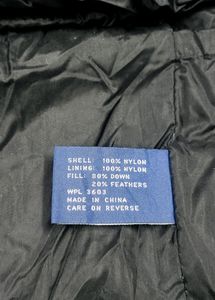 SHELL: 100% NYLON
LINING: 100% NYLON
FILL: 80% DOWN
20% FEATHERS
WPL 3603
MADE IN CHINA
CARE ON REVERSE